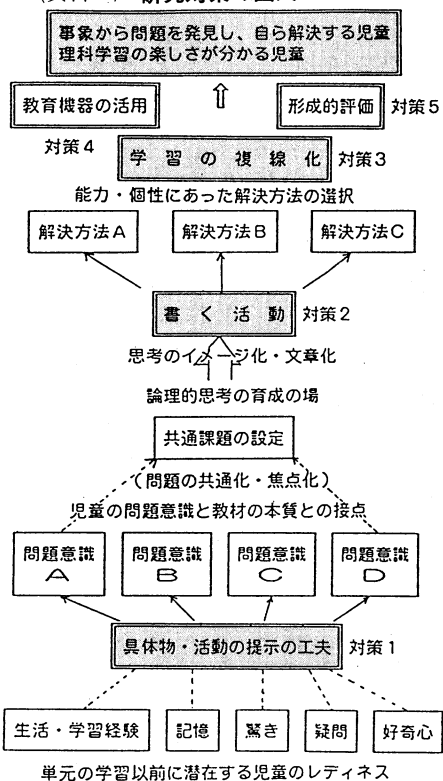 事象から問題を発見し、自ら解決する児童
理科学習の楽しさが分かる児童
教育機器の活用
形成的評価
対策5
対策4
学習の複線化
対策3
能力・個性にあった解決方法の選択
解決方法A
解決方法B
解決方法C
書く活動
対策2
思考のイメージ化・文章化
論理的思考の育成の場
共通課題の設定
(問題の共通化・焦点化)
児童の問題意識と教材の本質との接点
問題意識
A
問題意識
B
問題意識
C
問題意識
D
具体物・活動の提示の工夫
対策1
生活・学習経験
記憶
驚き
疑問
好奇心
単元の学習以前に潜在する児童のレディネス